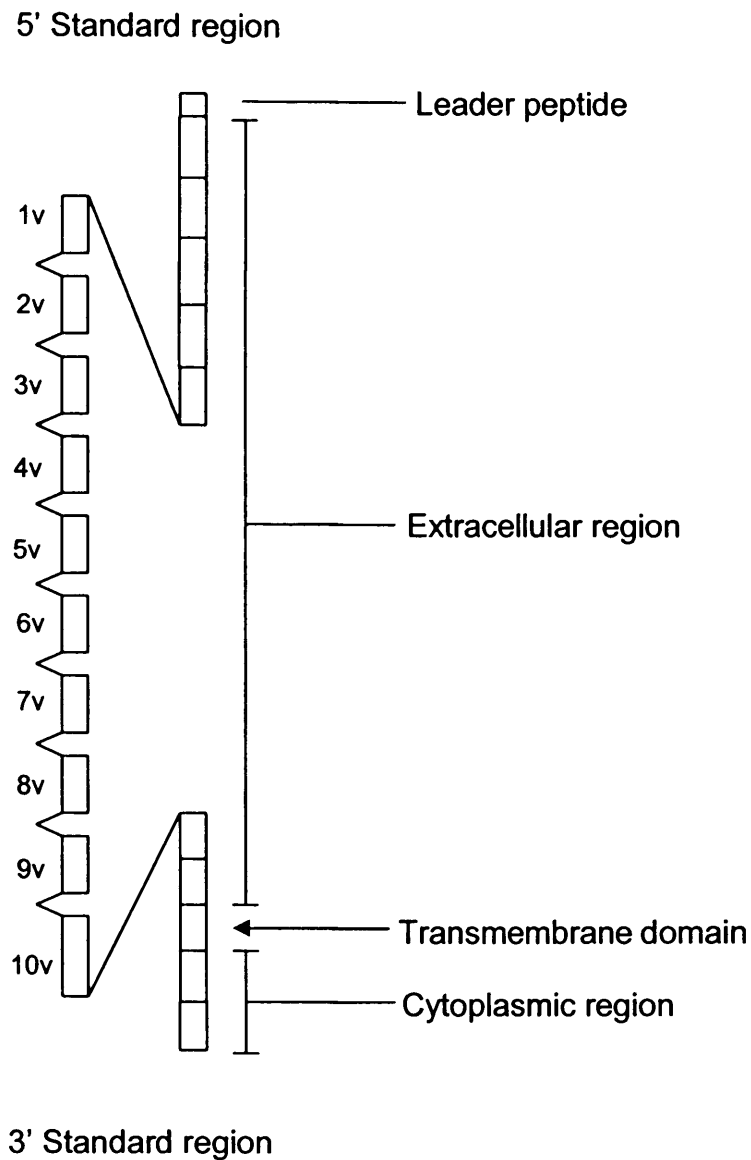 5’ Standard region
Leader peptide
1v
2v
3v
4v
5v
Extracellular region
6v
7v
8v
9v
Transmembrane domain
10v
Cytoplasmic region
3’ Standard region